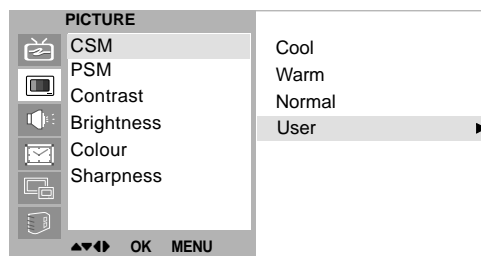 PICTURE
CSM
PSM
Contrast
Brightness
Colour
Sharpness
Cool
Warm
Normal
User
OK MENU